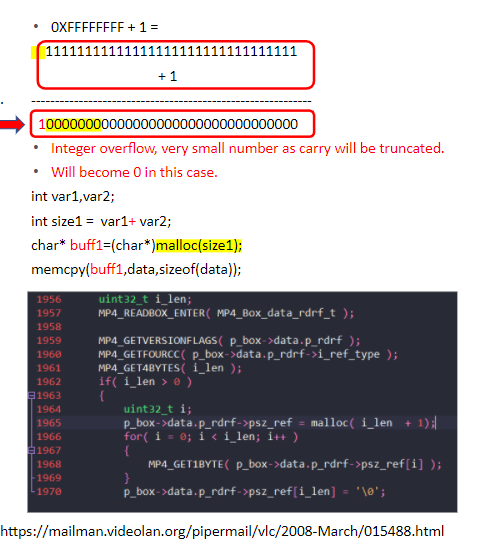 • 0XFFFFFFFF + 1 =
11111111111111111111111111111111
+ 1
. ------------------------------------------------------------
100000000000000000000000000000000
• Integer overflow, very small number as carry will be truncated.
• Will become 0 in this case.
int var1,var2;
int size1 = var1+ var2;
char* buff1=(char*)malloc(size1);
memcpy(buff1,data,sizeof(data));
1956 uint32_t i_len;
1957 MP4_READBOX_ENTER( MP4_Box_data_rdrf_t );
1958
1959 MP4_GETVERSIONFLAGS( p_box->data.p_rdrf );
1960 MP4_GETFOURCC( p_box->data.p_rdrf->i_ref_type );
1961 MP4_GET4BYTES( i_len );
1962 if( i_len > 0 )
1963 {
1964 uint32_t i;
1965 p_box->data.p_rdrf->psz_ref = malloc( i_len + 1);
1966 for( i = 0; i < i_len; i++ )
1967 {
1968 MP4_GET1BYTE( p_box->data.p_rdrf->psz_ref[i] );
1969 }
1970 p_box->data.p_rdrf->psz_ref[i_len] = '\0';
https://mailman.videolan.org/pipermail/vlc/2008-March/015488.html